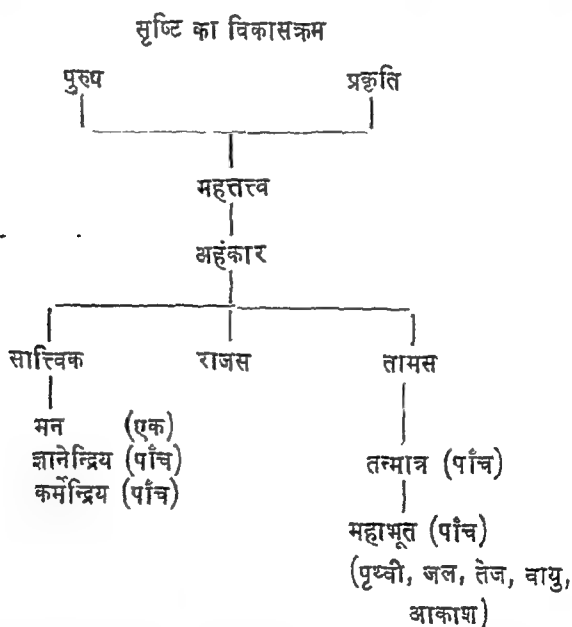 सृष्टि का विकासक्रम
पुरुष प्रकृति
महत्तत्त्व
अहंकार
सात्त्विक राजस तामस
मन (एक)
ज्ञानेन्द्रिय (पाँच)
कर्मेन्द्रिय (पाँच)
तन्मात्र (पाँच)
महाभूत (पाँच)
(पृथ्वी, जल, तेज, वायु,
आकाश)